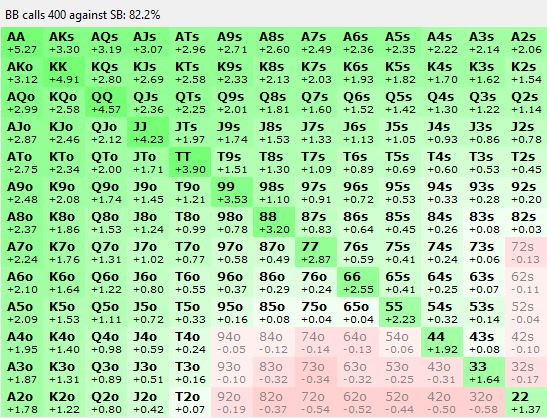 BB calls 400 against SB: 82.2%
AA AKs AQs AJs ATs A9s A8s A7s A6s A5s A4s A3s A2s
+5.27 +3.30 +3.19 +3.07 +2.96 +2.71 +2.60 +2.49 +2.36 +2.35 +2.22 +2.14 +2.06
AKo KK KQs KJs KTs K9s K8s K7s K6s K5s K4s K3s K2s
+3.12 +4.91 +2.80 +2.69 +2.58 +2.33 +2.13 +2.03 +1.93 +1.82 +1.70 +1.62 +1.54
AQo KQo QQ QJs QTs Q9s Q8s Q7s Q6s Q5s Q4s Q3s Q2s
+2.99 +2.58 +4.57 +2.36 +2.25 +2.01 +1.81 +1.60 +1.52 +1.42 +1.30 +1.22 +1.14
AJo KJo QJo JJ JTs J9s J8s J7s J6s J5s J4s J3s J2s
+2.87 +2.46 +2.12 +4.23 +1.97 +1.74 +1.53 +1.33 +1.13 +1.05 +0.93 +0.86 +0.78
ATo KTo QTo JTo TT T9s T8s T7s T6s T5s T4s T3s T2s
+2.75 +2.34 +2.00 +1.71 +3.90 +1.51 +1.30 +1.09 +0.89 +0.69 +0.60 +0.53 +0.45
A9o K9o Q9o J9o T9o 99 98s 97s 96s 95s 94s 93s 92s
+2.48 +2.08 +1.74 +1.45 +1.21 +3.53 +1.10 +0.91 +0.72 +0.53 +0.33 +0.28 +0.20
A8o K8o Q8o J8o T8o 98o 88 87s 86s 85s 84s 83s 82s
+2.37 +1.86 +1.53 +1.24 +0.99 +0.78 +3.20 +0.83 +0.64 +0.45 +0.26 +0.08 +0.03
A7o K7o Q7o J7o T7o 97o 87o 77 76s 75s 74s 73s 72s
+2.24 +1.76 +1.31 +1.02 +0.77 +0.58 +0.49 +2.87 +0.59 +0.41 +0.24 +0.06 -0.13
A6o K6o Q6o J6o T6o 96o 86o 76o 66 65s 64s 63s 62s
+2.10 +1.64 +1.22 +0.80 +0.55 +0.37 +0.29 +0.24 +2.55 +0.41 +0.25 +0.07 -0.11
A5o K5o Q5o J5o T5o 95o 85o 75o 65o 55 54s 53s 52s
+2.09 +1.53 +1.11 +0.72 +0.33 +0.16 +0.08 +0.04 +0.04 +2.23 +0.32 +0.14 -0.04
A4o K4o Q4o J4o T4o 94o 84o 74o 64o 54o 44 43s 42s
+1.95 +1.40 +0.98 +0.59 +0.24 -0.05 -0.12 -0.14 -0.13 -0.06 +1.92 +0.08 -0.10
A3o K3o Q3o J3o T3o 93o 83o 73o 63o 53o 43o 33 32s
+1.87 +1.31 +0.89 +0.51 +0.16 -0.10 -0.32 -0.34 -0.33 -0.25 -0.31 +1.64 -0.17
A2o K2o Q2o J2o T2o 92o 82o 72o 62o 52o 42o 32o 22
+1.78 +1.22 +0.80 +0.42 +0.07 -0.19 -0.37 -0.54 -0.52 -0.44 -0.50 -0.58 +1.37